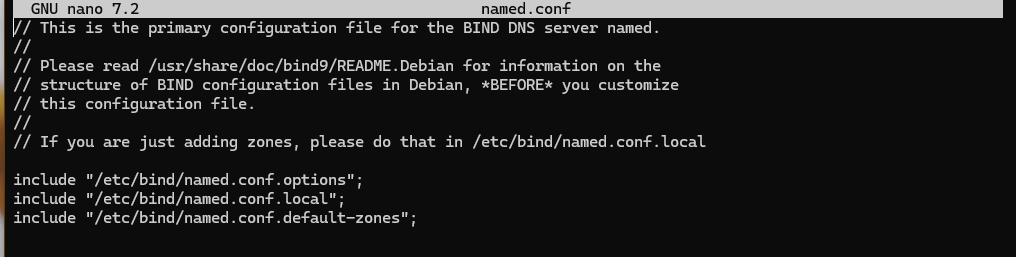 GNU nano 7.2 named.conf
// This is the primary configuration file for the BIND DNS server named.
//
// Please read /usr/share/doc/bind9/README.Debian for information on the
// structure of BIND configuration files in Debian, *BEFORE* you customize
// this configuration file.
//
// If you are just adding zones, please do that in /etc/bind/named.conf.local
include "/etc/bind/named.conf.options";
include "/etc/bind/named.conf.local";
include "/etc/bind/named.conf.default-zones";